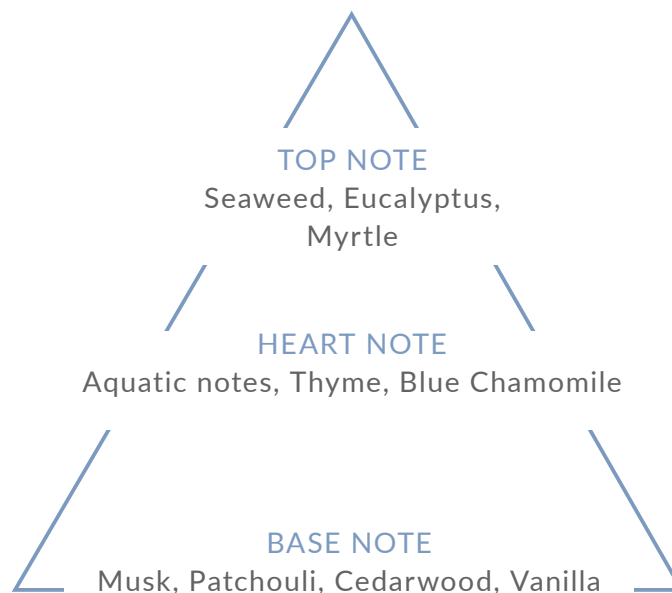 TOP NOTE
Seaweed, Eucalyptus,
Myrtle
HEART NOTE
Aquatic notes, Thyme, Blue Chamomile
BASE NOTE
Musk, Patchouli, Cedarwood, Vanilla